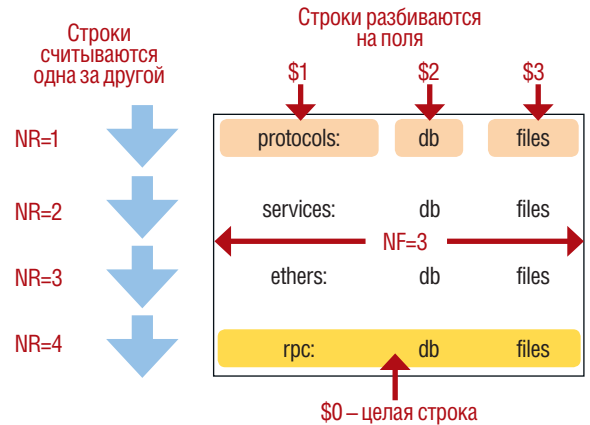 Строки
считываются
одна за другой
Строки разбиваются
на поля
$1 $2 $3
NR=1 protocols: db files
NR=2 services: db files
NF=3
NR=3 ethers: db files
NR=4 rpc: db files
$0 – целая строка